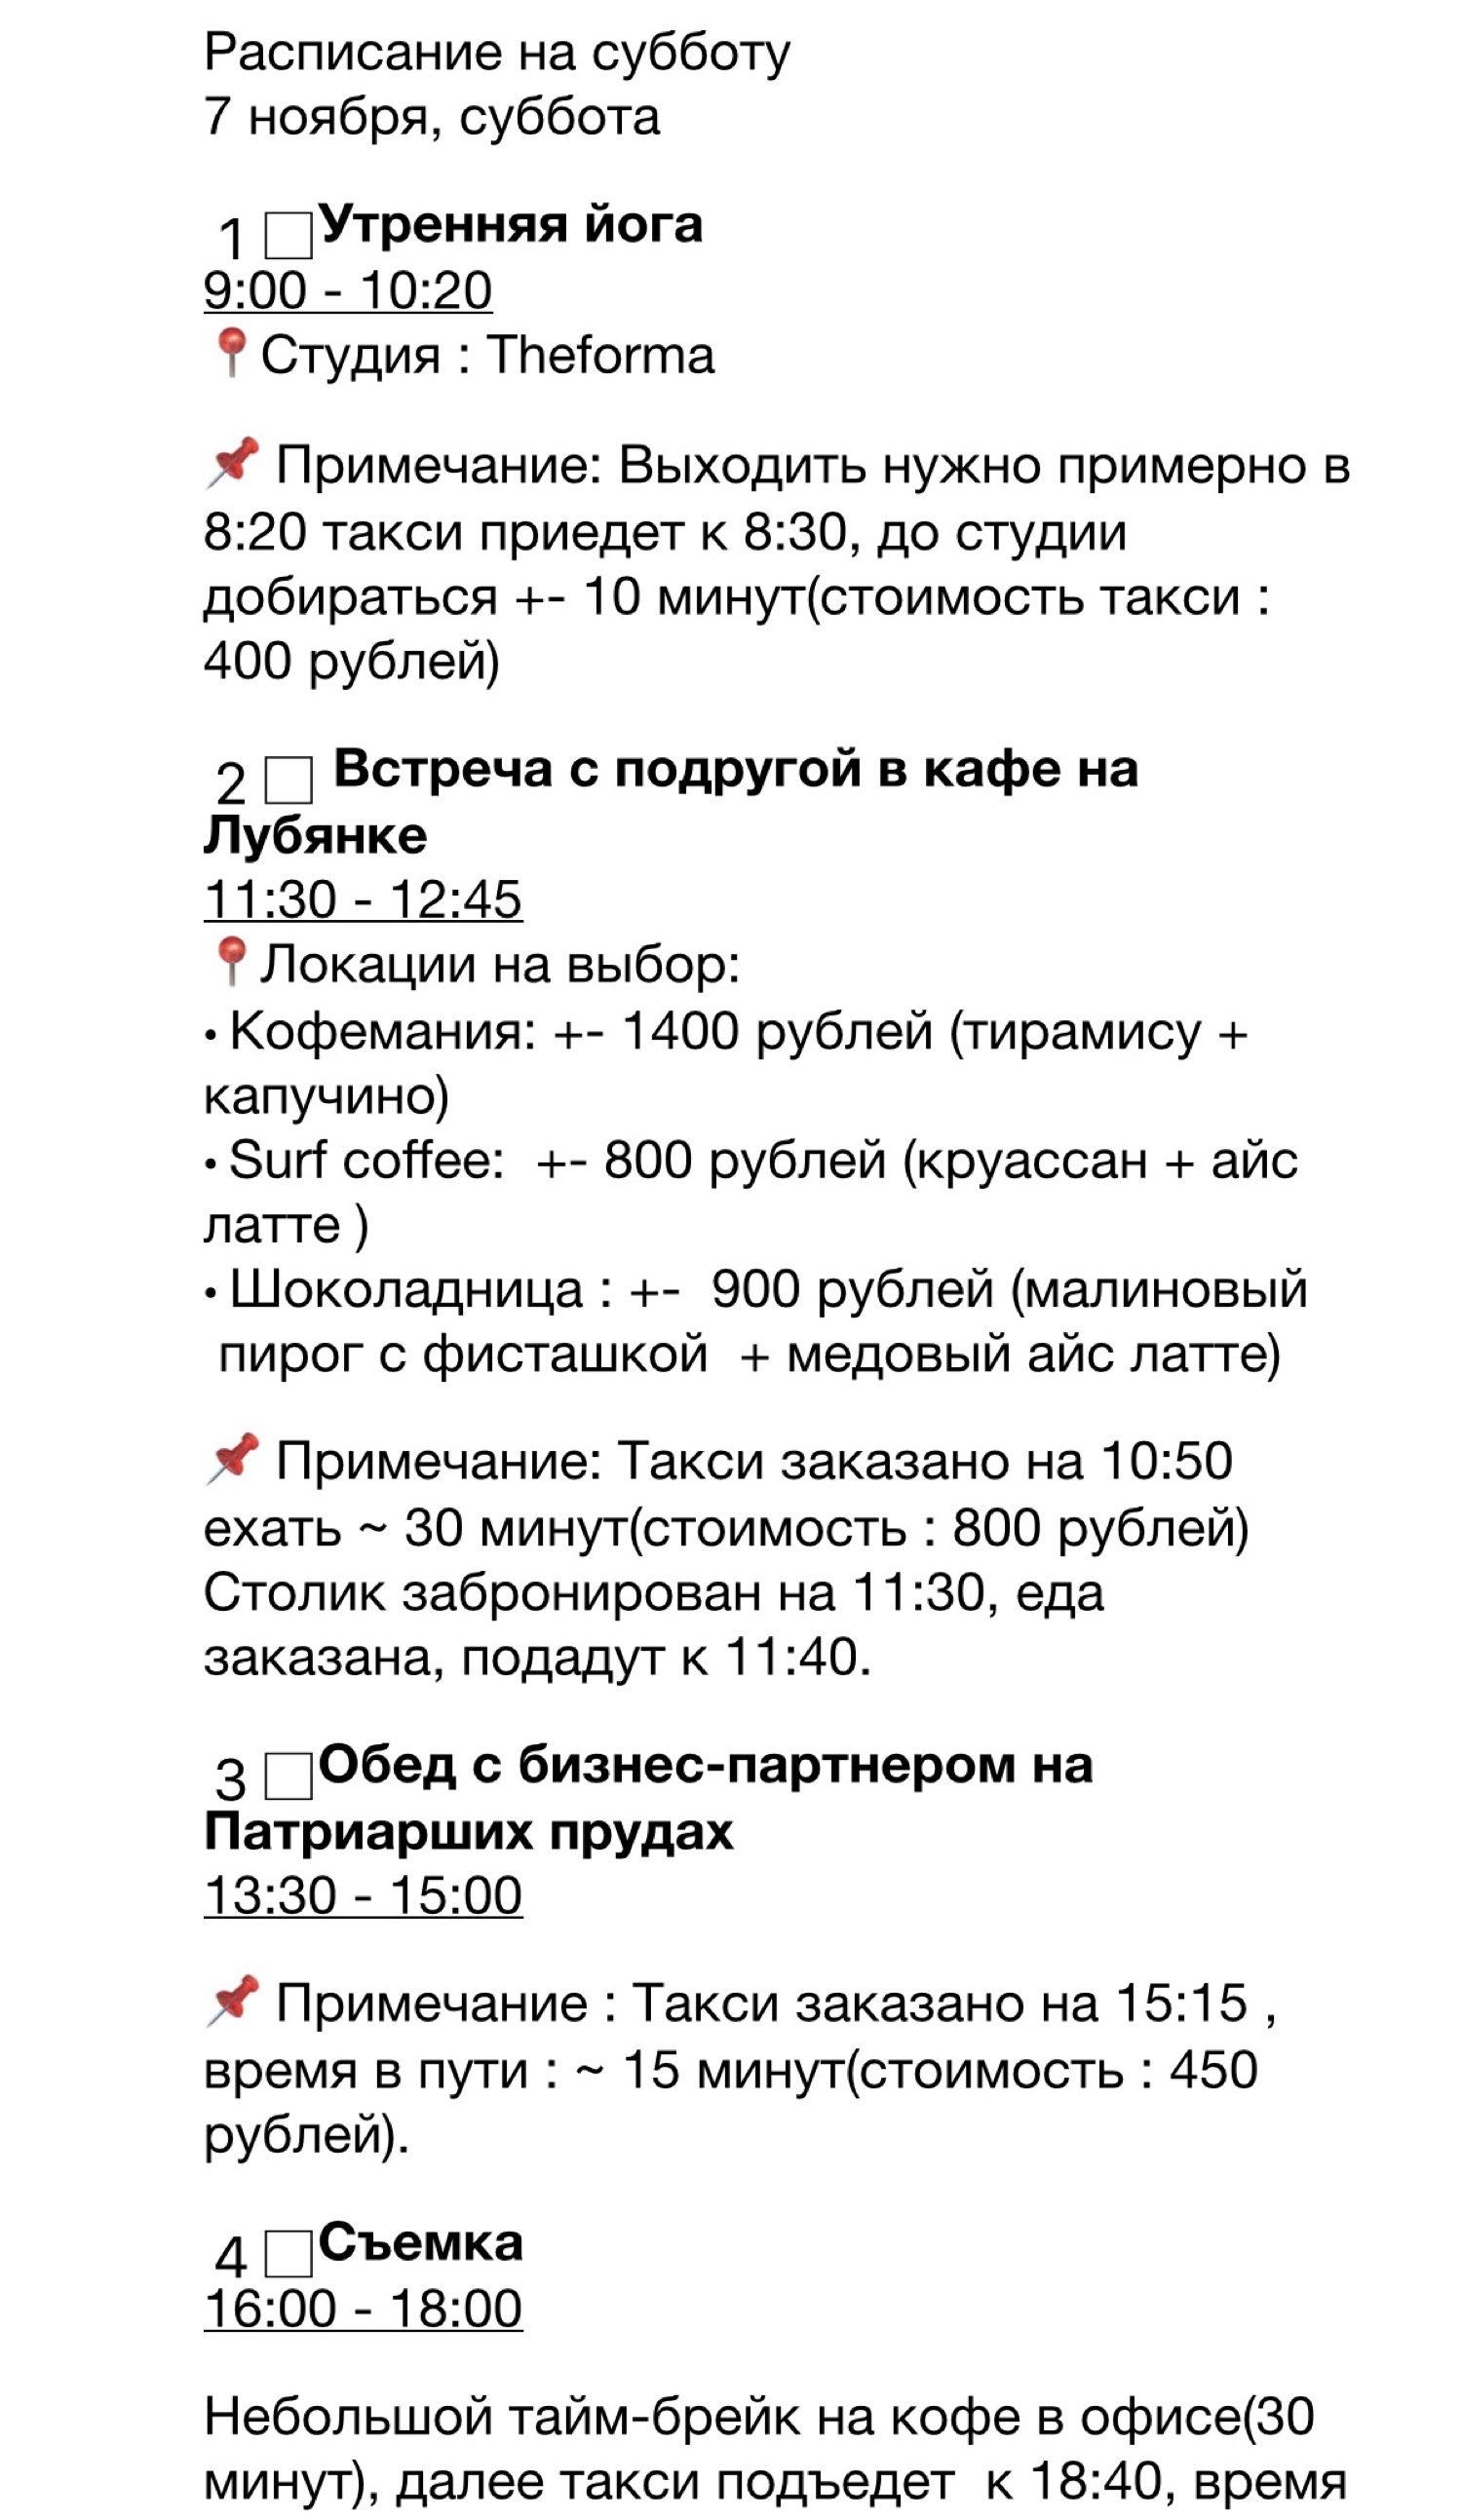 Расписание на субботу
7 ноября, суббота
1 Утренняя йога
9:00 - 10:20
Студия : Theforma
Примечание: Выходить нужно примерно в
8:20 такси приедет к 8:30, до студии
добираться +- 10 минут(стоимость такси :
400 рублей)
2 Встреча с подругой в кафе на
Лубянке
11:30 - 12:45
Локации на выбор:
• Кофемания: +- 1400 рублей (тирамису +
капучино)
• Surf coffee:  +- 800 рублей (круассан + айс
латте )
• Шоколадница : +-  900 рублей (малиновый
пирог с фисташкой  + медовый айс латте)
Примечание: Такси заказано на 10:50
ехать ~ 30 минут(стоимость : 800 рублей)
Столик забронирован на 11:30, еда
заказана, подадут к 11:40.
3 Обед с бизнес-партнером на
Патриарших прудах
13:30 - 15:00
Примечание : Такси заказано на 15:15 ,
время в пути : ~ 15 минут(стоимость : 450
рублей).
4 Съемка
16:00 - 18:00
Небольшой тайм-брейк на кофе в офисе(30
минут), далее такси подъедет  к 18:40, время